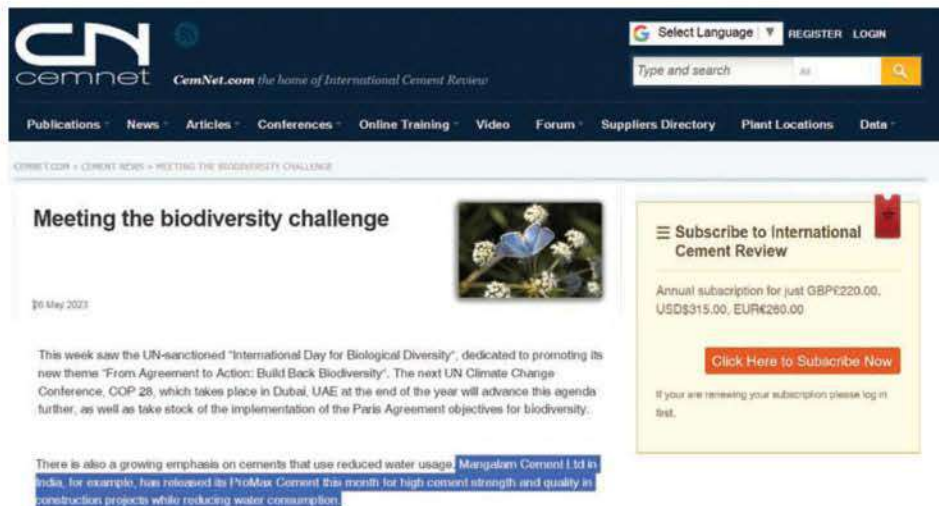 CN
cemnet
CemNet.com the home of International Cement Review
Select Language ▼ REGISTER LOGIN
Type and search All
Publications News Articles Conferences Online Training Video Forum Suppliers Directory Plant Locations Data
CEMNET.COM » CEMENT NEWS » MEETING THE BIODIVERSITY CHALLENGE
Meeting the biodiversity challenge
26 May 2023
This week saw the UN-sanctioned "International Day for Biological Diversity", dedicated to promoting its
new theme "From Agreement to Action: Build Back Biodiversity". The next UN Climate Change
Conference, COP 28, which takes place in Dubai, UAE at the end of the year will advance this agenda
further, as well as take stock of the implementation of the Paris Agreement objectives for biodiversity.
There is also a growing emphasis on cements that use reduced water usage. Mangalam Cement Ltd in
India, for example, has released its ProMax Cement this month for high cement strength and quality in
construction projects while reducing water consumption.
☰ Subscribe to International
Cement Review
Annual subscription for just GBP£220.00,
USD$315.00, EUR€260.00
Click Here to Subscribe Now
If your are renewing your subscription please log in
first.